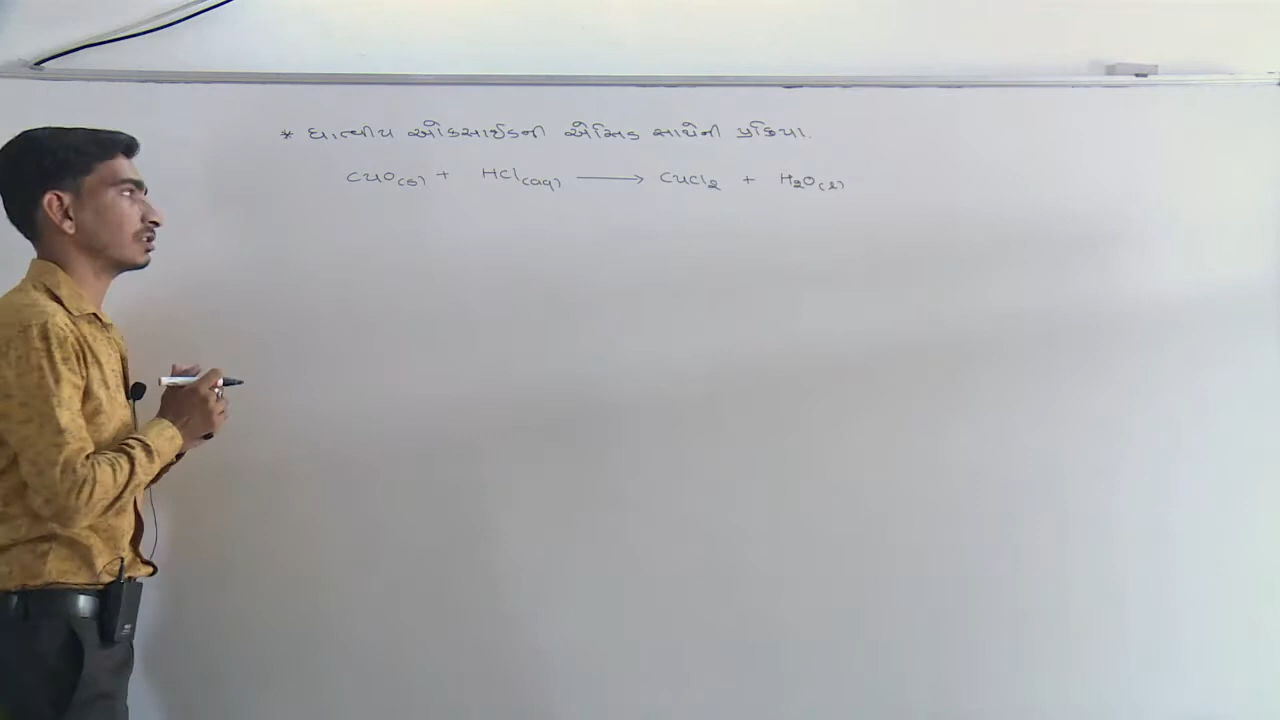 * ધાત્વીય ઓકસાઈડની એસિડ સાથેની પ્રક્રિયા.
CuO(s) + HCl(aq) ⟶ CuCl₂ + H₂O(l)